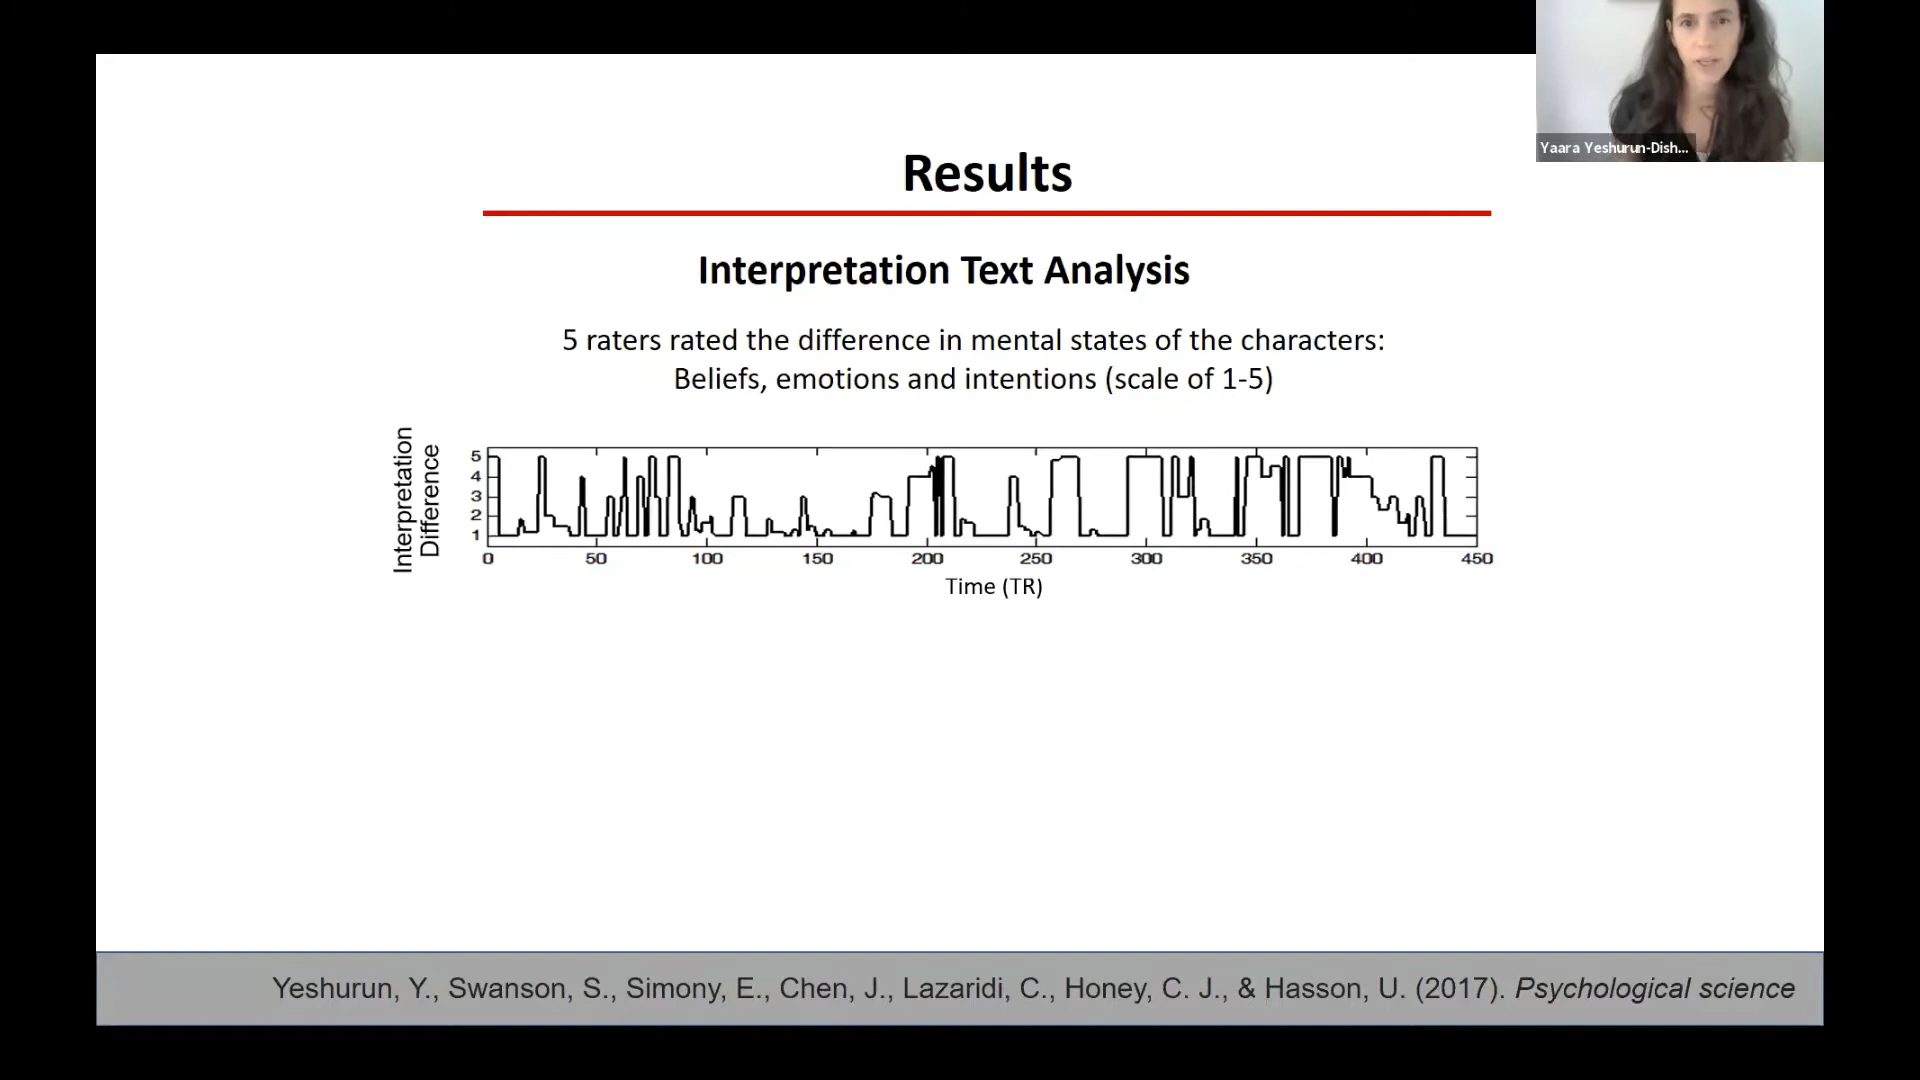 Yaara Yeshurun-Dish...
Results
Interpretation Text Analysis
5 raters rated the difference in mental states of the characters:
Beliefs, emotions and intentions (scale of 1-5)
Interpretation
Difference
5
4
3
2
1
0 50 100 150 200 250 300 350 400 450
Time (TR)
Yeshurun, Y., Swanson, S., Simony, E., Chen, J., Lazaridi, C., Honey, C. J., & Hasson, U. (2017). Psychological science